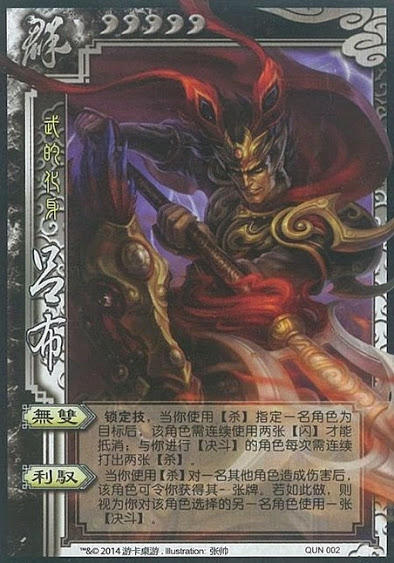 群
武的化身
呂布
無雙
锁定技，当你使用【杀】指定一名角色为
目标后，该角色需连续使用两张【闪】才能
抵消；与你进行【决斗】的角色每次需连续
打出两张【杀】。
利馭
当你使用【杀】对一名其他角色造成伤害后，
该角色可令你获得其一张牌。若如此做，则
视为你对该角色选择的另一名角色使用一张
【决斗】。
™&© 2014 游卡桌游 . Illustration: 张帅
QUN 002